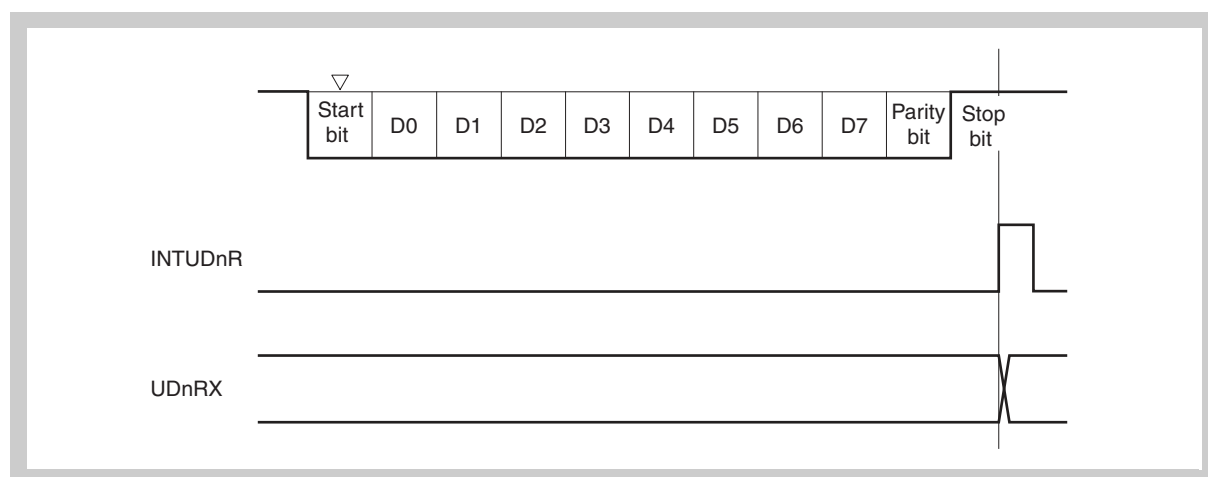 Start
bit
D0
D1
D2
D3
D4
D5
D6
D7
Parity
bit
Stop
bit
INTUDnR
UDnRX